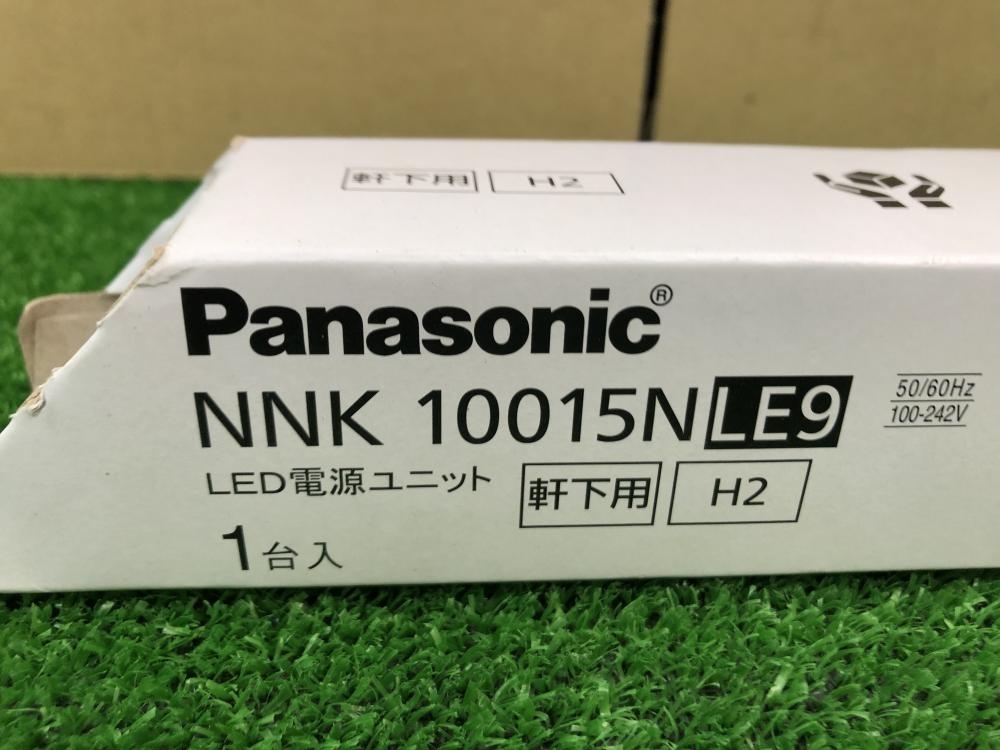 軒下用 H2
Panasonic®
NNK 10015N LE9
50/60Hz
100-242V
LED電源ユニット
軒下用 H2
1台入